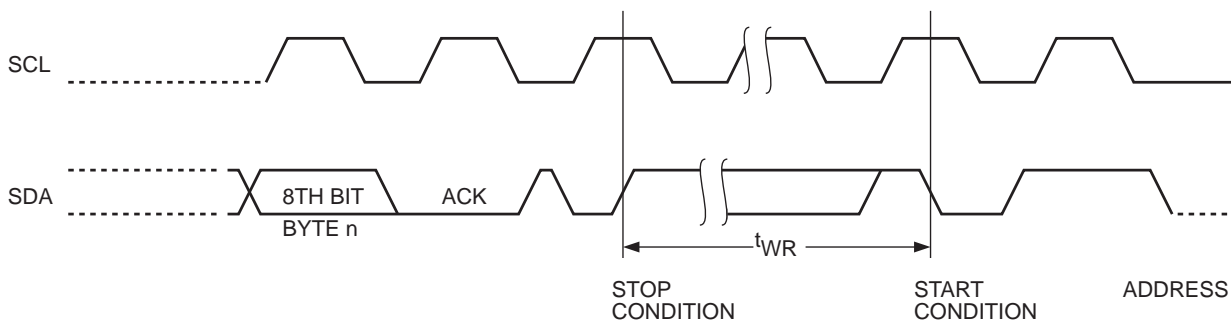 SCL
SDA
8TH BIT
BYTE n
ACK
tWR
STOP
CONDITION
START
CONDITION
ADDRESS